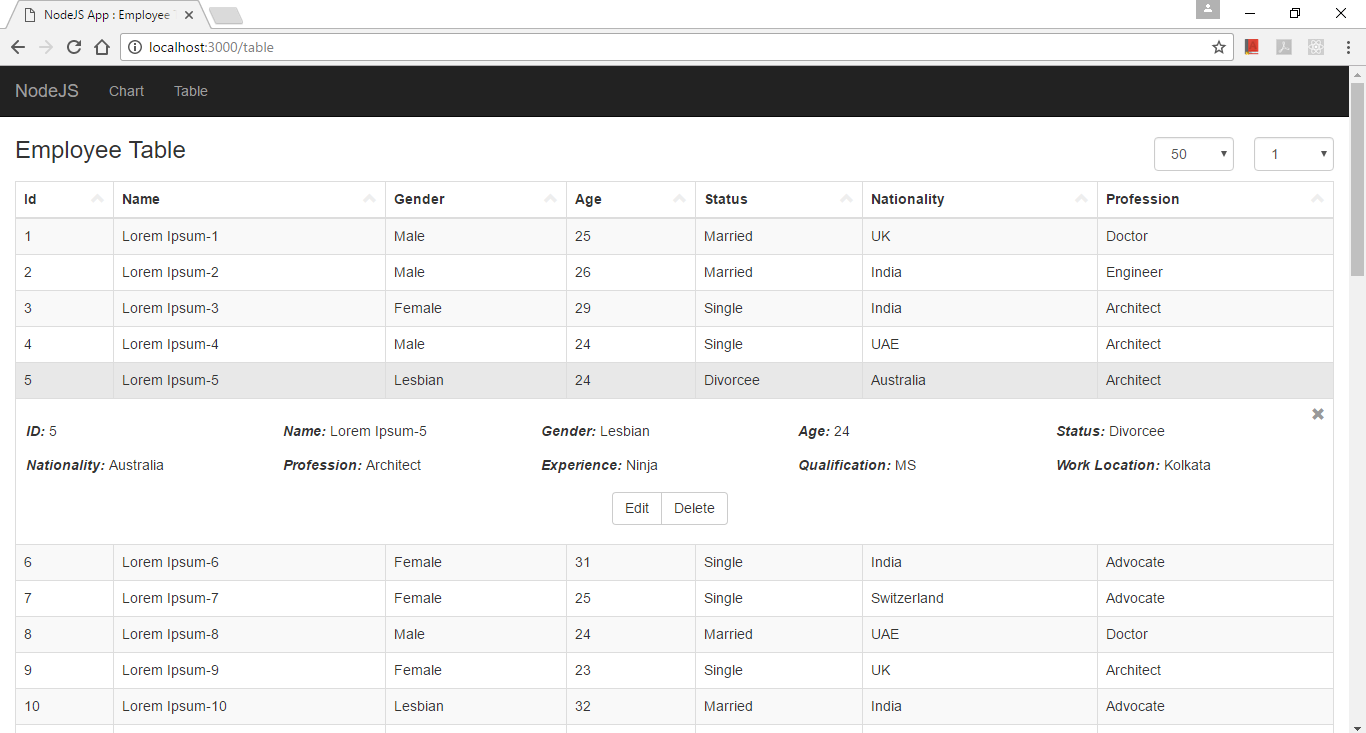 NodeJS App : Employee T
localhost:3000/table
NodeJS Chart Table
Employee Table 50 1
Id Name Gender Age Status Nationality Profession
1 Lorem Ipsum-1 Male 25 Married UK Doctor
2 Lorem Ipsum-2 Male 26 Married India Engineer
3 Lorem Ipsum-3 Female 29 Single India Architect
4 Lorem Ipsum-4 Male 24 Single UAE Architect
5 Lorem Ipsum-5 Lesbian 24 Divorcee Australia Architect
ID: 5 Name: Lorem Ipsum-5 Gender: Lesbian Age: 24 Status: Divorcee
Nationality: Australia Profession: Architect Experience: Ninja Qualification: MS Work Location: Kolkata
Edit Delete
6 Lorem Ipsum-6 Female 31 Single India Advocate
7 Lorem Ipsum-7 Female 25 Single Switzerland Advocate
8 Lorem Ipsum-8 Male 24 Married UAE Doctor
9 Lorem Ipsum-9 Female 23 Single UK Architect
10 Lorem Ipsum-10 Lesbian 32 Married India Advocate